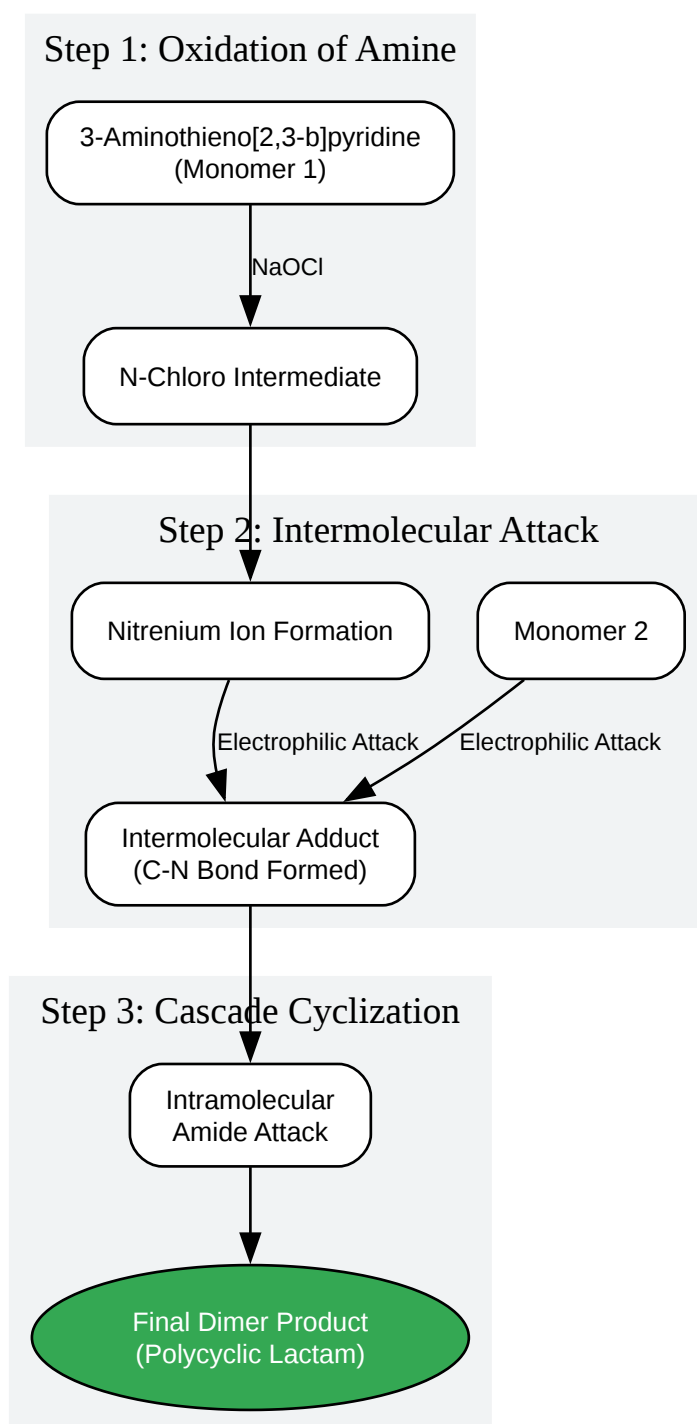 Step 1: Oxidation of Amine
3-Aminothieno[2,3-b]pyridine
(Monomer 1)
NaOCl
N-Chloro Intermediate
Step 2: Intermolecular Attack
Nitrenium Ion Formation
Monomer 2
Electrophilic Attack
Electrophilic Attack
Intermolecular Adduct
(C-N Bond Formed)
Step 3: Cascade Cyclization
Intramolecular
Amide Attack
Final Dimer Product
(Polycyclic Lactam)